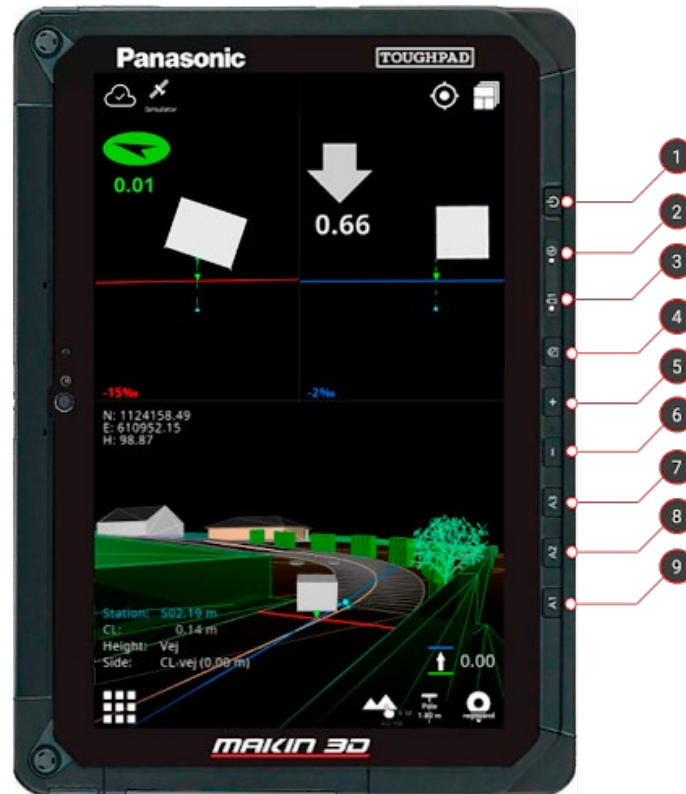 Panasonic
TOUGHPAD
Simulator
0.01
0.66
-15‰
-2‰
N: 1124158.49
E: 610952.15
H: 98.87
Station: 502.19 m
CL: 0.14 m
Height: Vej
Side: CL-vej (0.00 m)
0.00
Pole
1.80 m
MAKIN 3D
1
2
3
4
5
6
7
8
9
+
−
A3
A2
A1